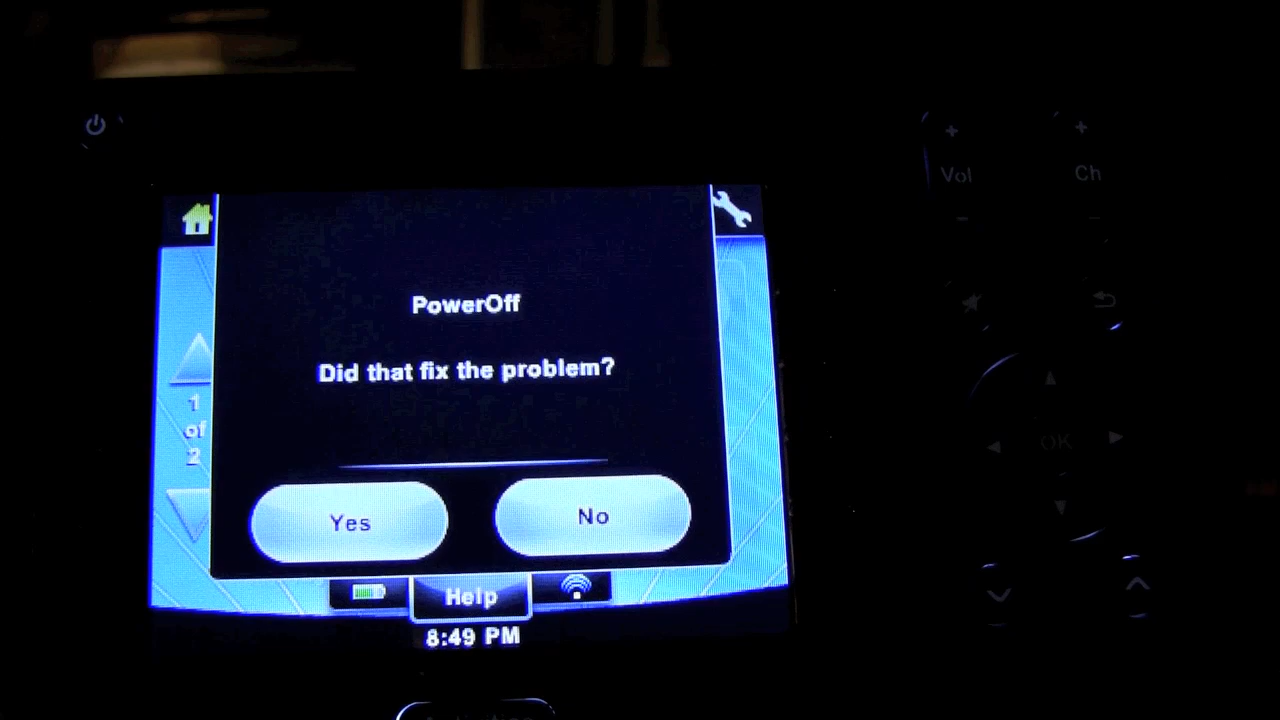 Vol
Ch
PowerOff
Did that fix the problem?
1
of
2
OK
Yes
No
Help
8:49 PM